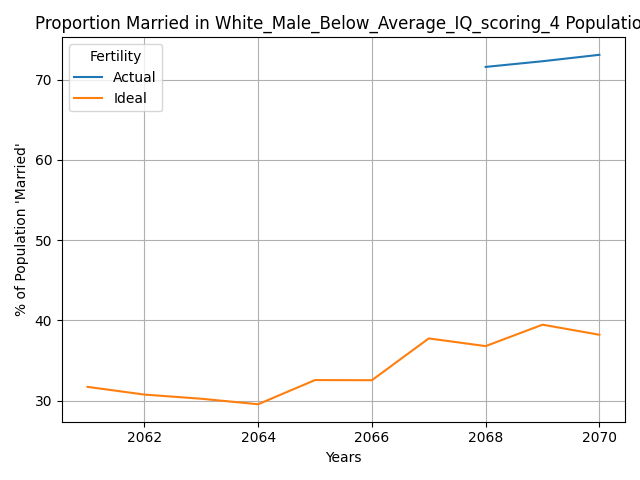 Proportion Married in White_Male_Below_Average_IQ_scoring_4 Populatio
Fertility
Actual
Ideal
% of Population 'Married'
70
60
50
40
30
2062 2064 2066 2068 2070
Years